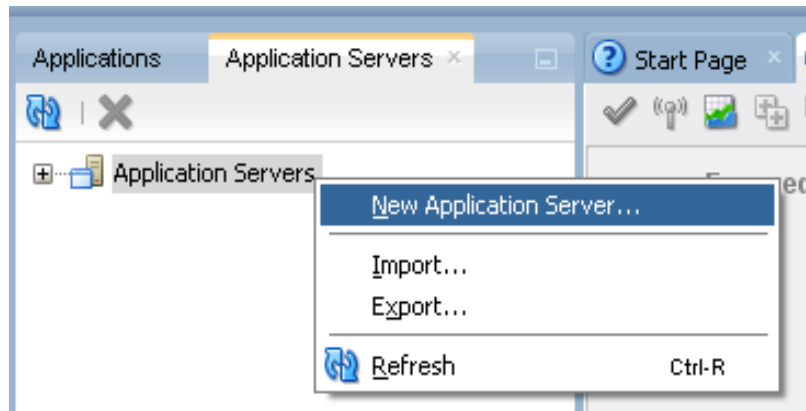 Applications
Application Servers
Start Page
Application Servers
New Application Server...
Import...
Export...
Refresh Ctrl-R